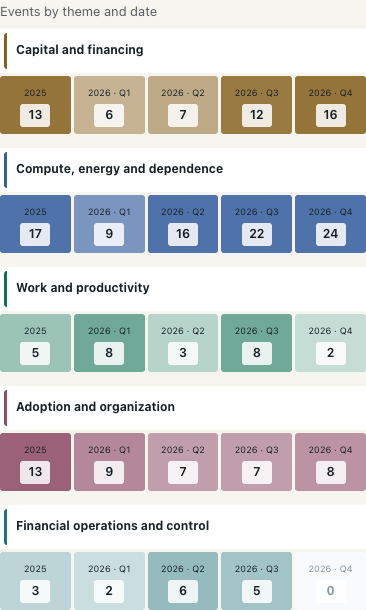 Events by theme and date
Capital and financing
2025 2026 · Q1 2026 · Q2 2026 · Q3 2026 · Q4
13 6 7 12 16
Compute, energy and dependence
2025 2026 · Q1 2026 · Q2 2026 · Q3 2026 · Q4
17 9 16 22 24
Work and productivity
2025 2026 · Q1 2026 · Q2 2026 · Q3 2026 · Q4
5 8 3 8 2
Adoption and organization
2025 2026 · Q1 2026 · Q2 2026 · Q3 2026 · Q4
13 9 7 7 8
Financial operations and control
2025 2026 · Q1 2026 · Q2 2026 · Q3 2026 · Q4
3 2 6 5 0